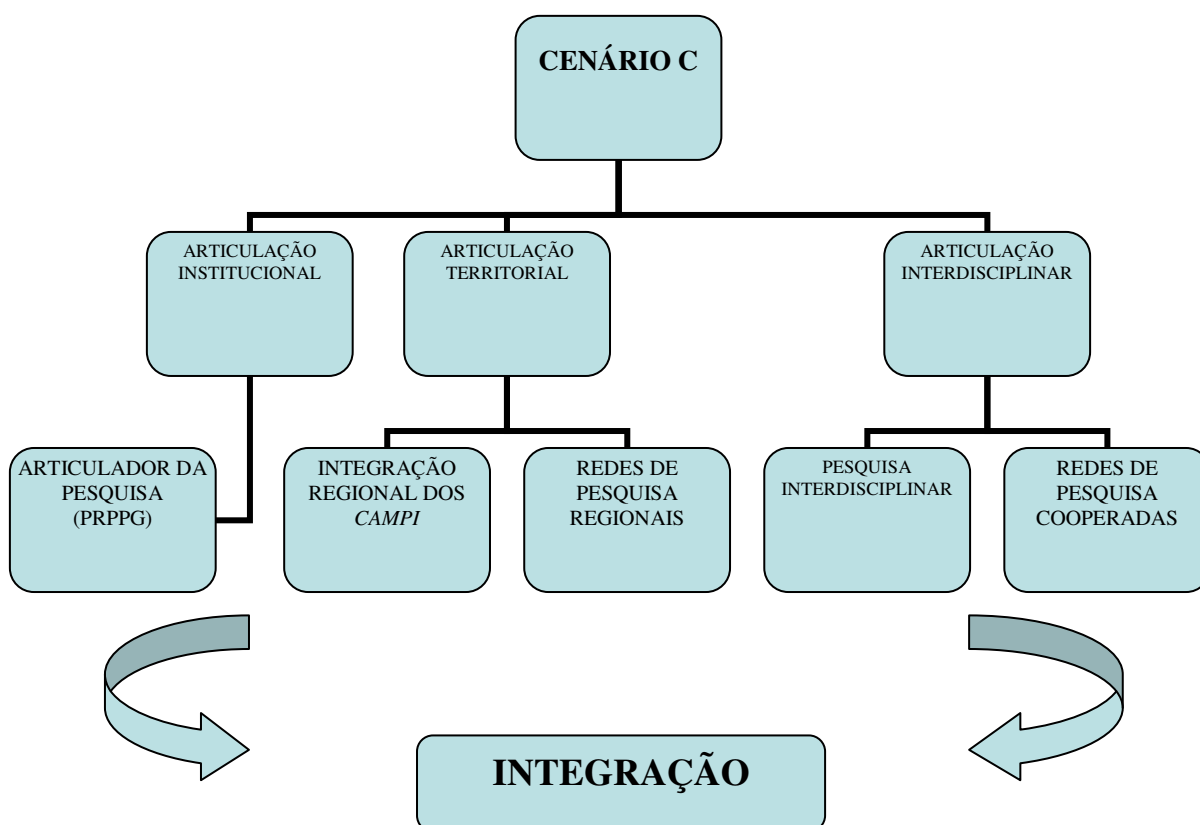 CENÁRIO C
ARTICULAÇÃO
INSTITUCIONAL
ARTICULAÇÃO
TERRITORIAL
ARTICULAÇÃO
INTERDISCIPLINAR
ARTICULADOR DA
PESQUISA
(PRPPG)
INTEGRAÇÃO
REGIONAL DOS
CAMPI
REDES DE
PESQUISA
REGIONAIS
PESQUISA
INTERDISCIPLINAR
REDES DE
PESQUISA
COOPERADAS
INTEGRAÇÃO